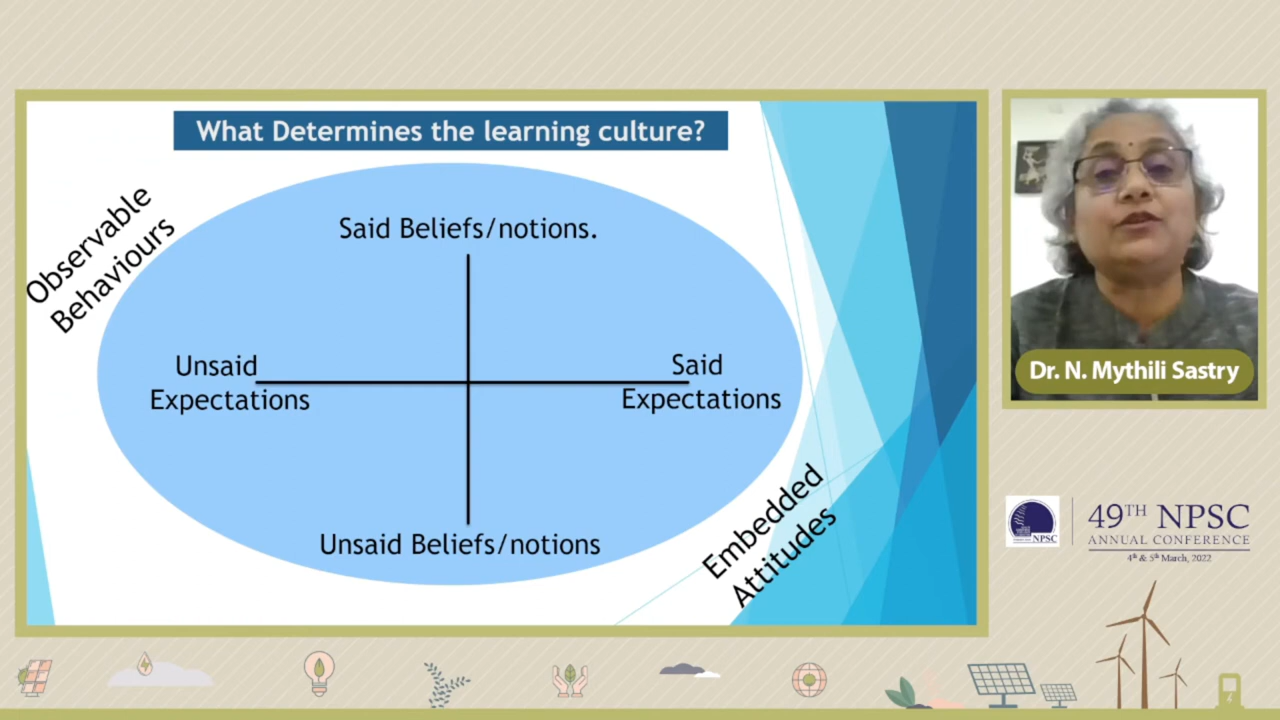 What Determines the learning culture?
Observable
Behaviours
Said Beliefs/notions.
Unsaid
Expectations
Said
Expectations
Unsaid Beliefs/notions
Embedded
Attitudes
Dr. N. Mythili Sastry
NPSC
49TH NPSC
ANNUAL CONFERENCE
4th & 5th March, 2022